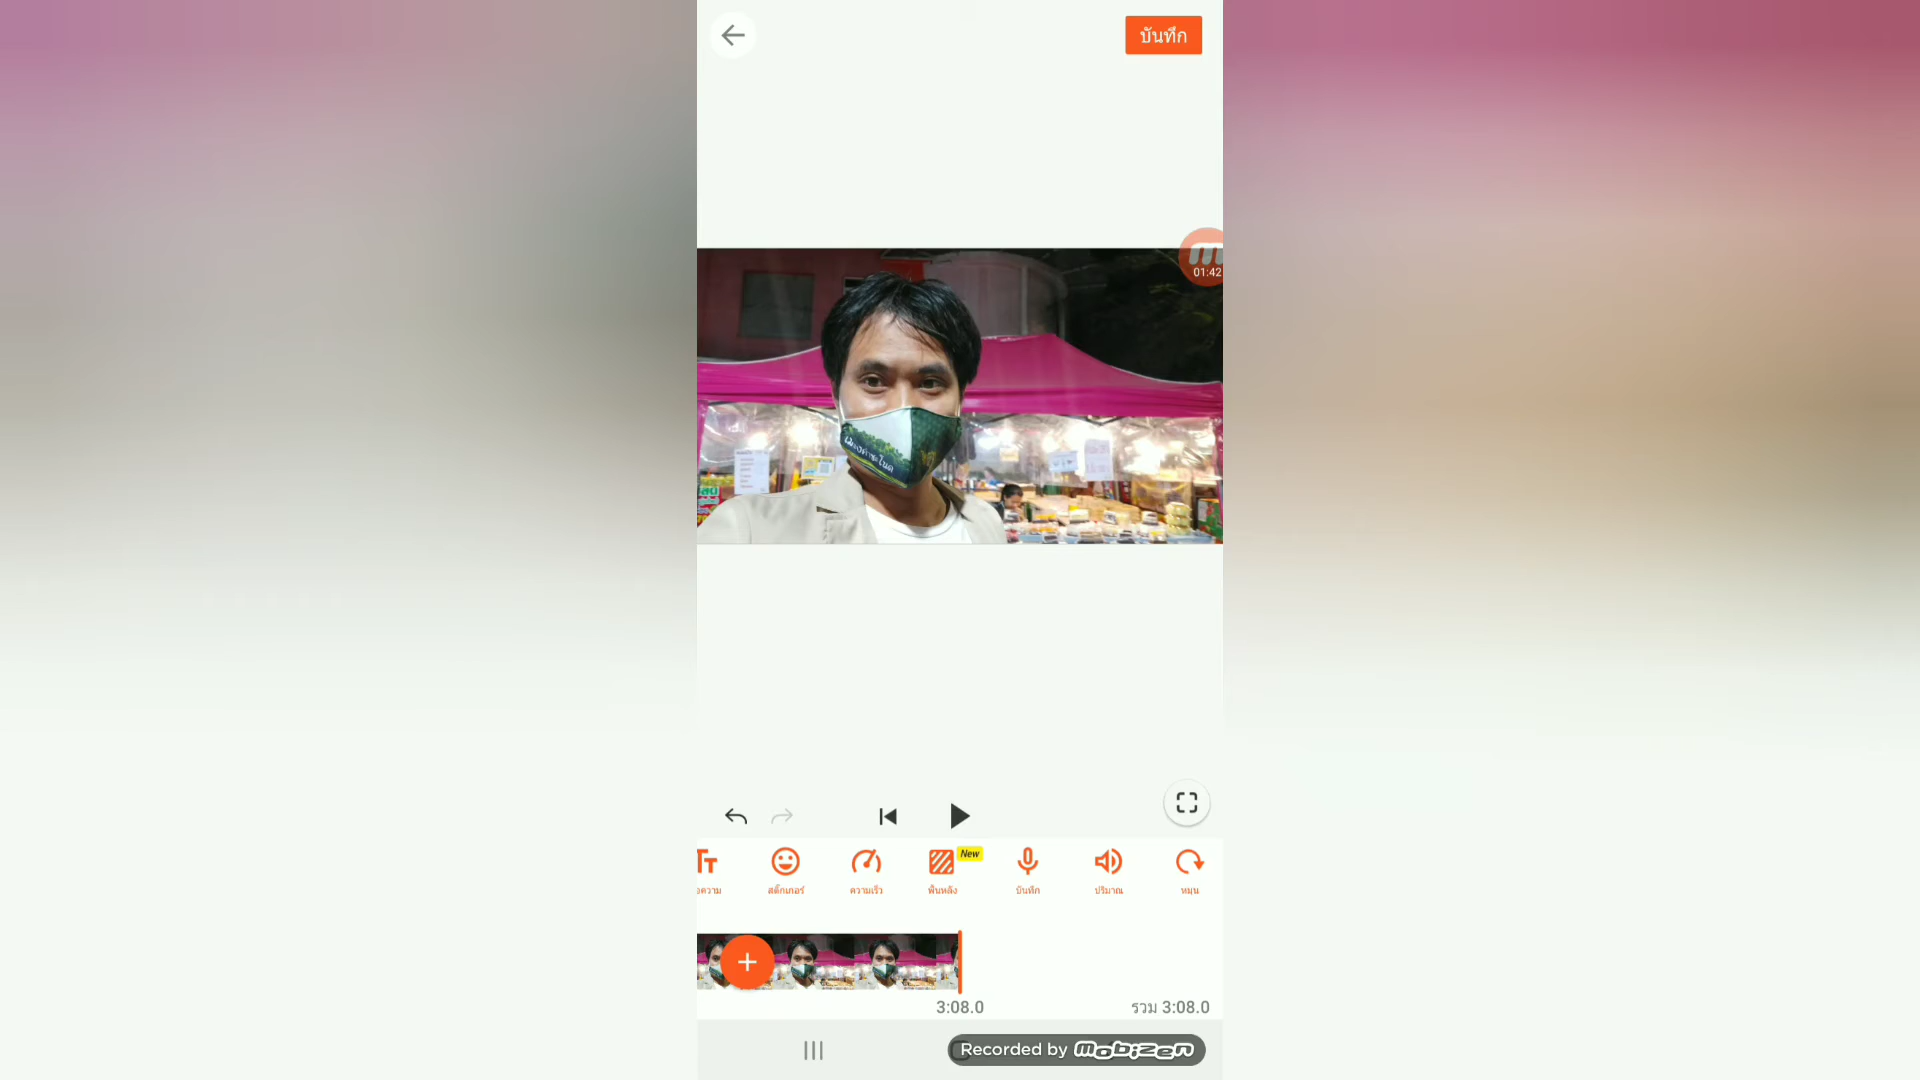 บันทึก
01:42
New
สติ๊กเกอร์
ความเร็ว
พื้นหลัง
บันทึก
ปริมาณ
หมุน
3:08.0
รวม 3:08.0
Recorded by mobizen